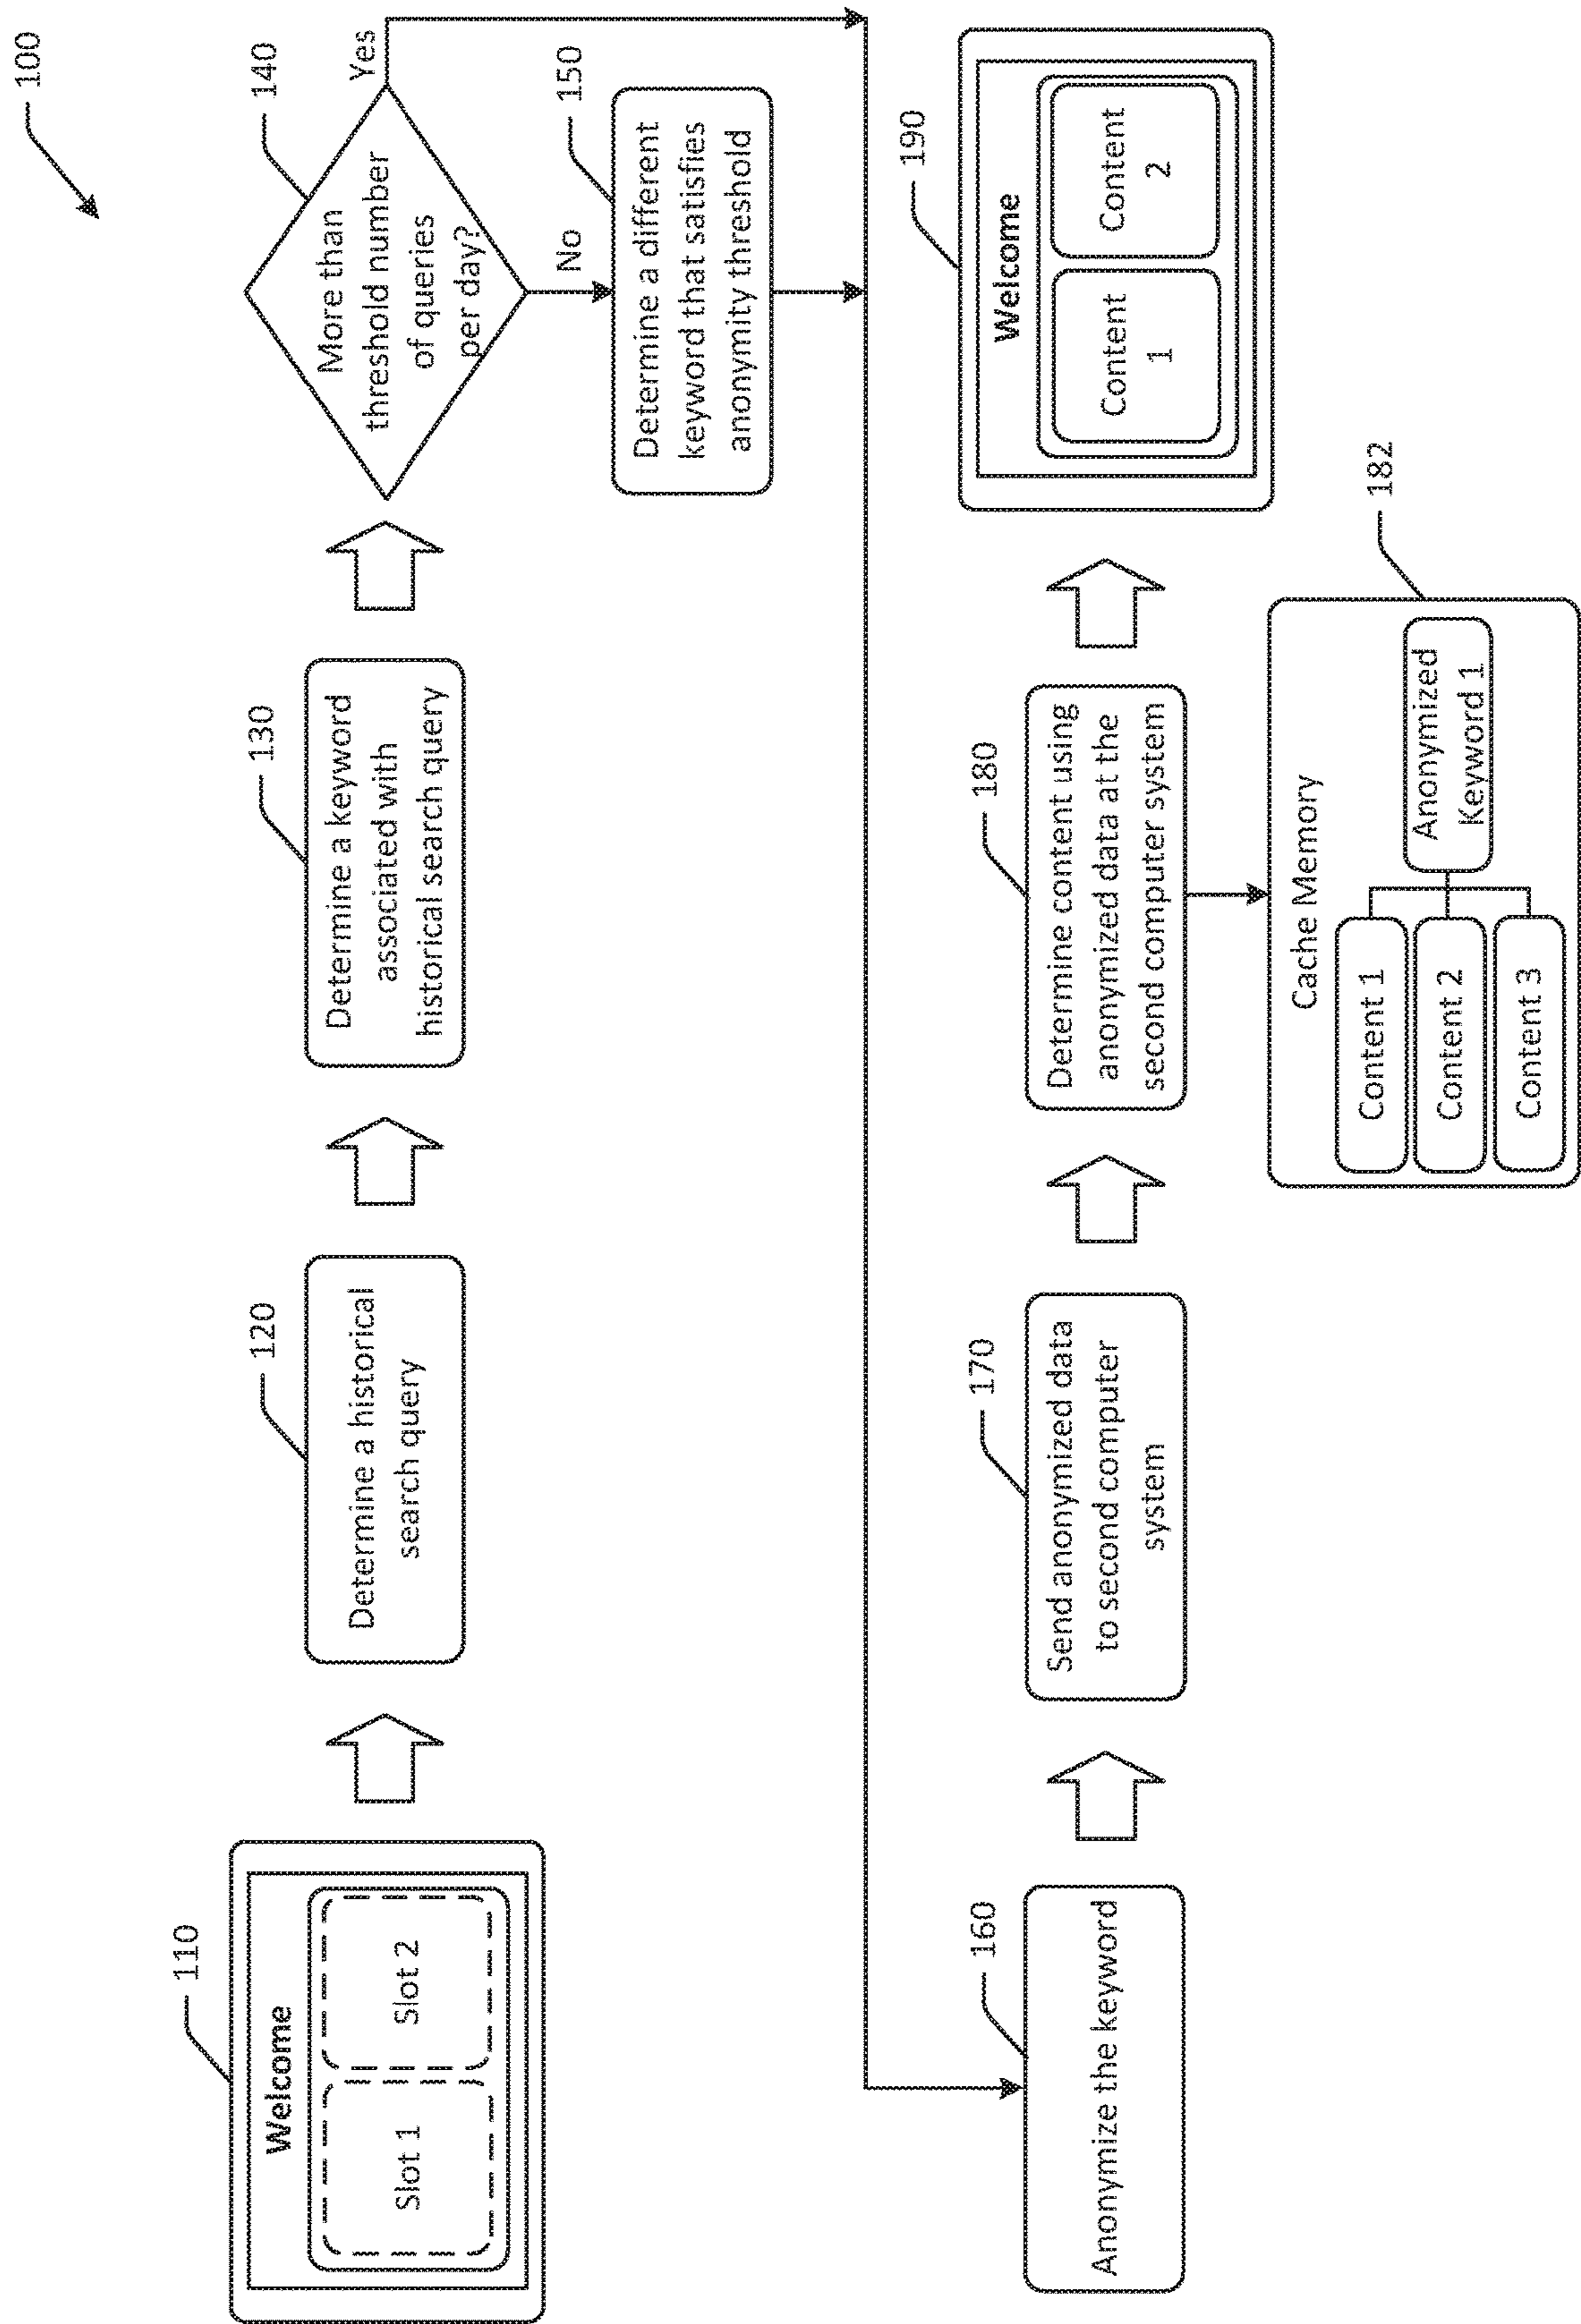 100
110
Welcome
Slot 1
Slot 2
120
Determine a historical
search query
130
Determine a keyword
associated with
historical search query
140
More than
threshold number
of queries
per day?
Yes
No
150
Determine a different
keyword that satisfies
anonymity threshold
160
Anonymize the keyword
170
Send anonymized data
to second computer
system
180
Determine content using
anonymized data at the
second computer system
182
Cache Memory
Content 1
Content 2
Content 3
Anonymized
Keyword 1
190
Welcome
Content
1
Content
2